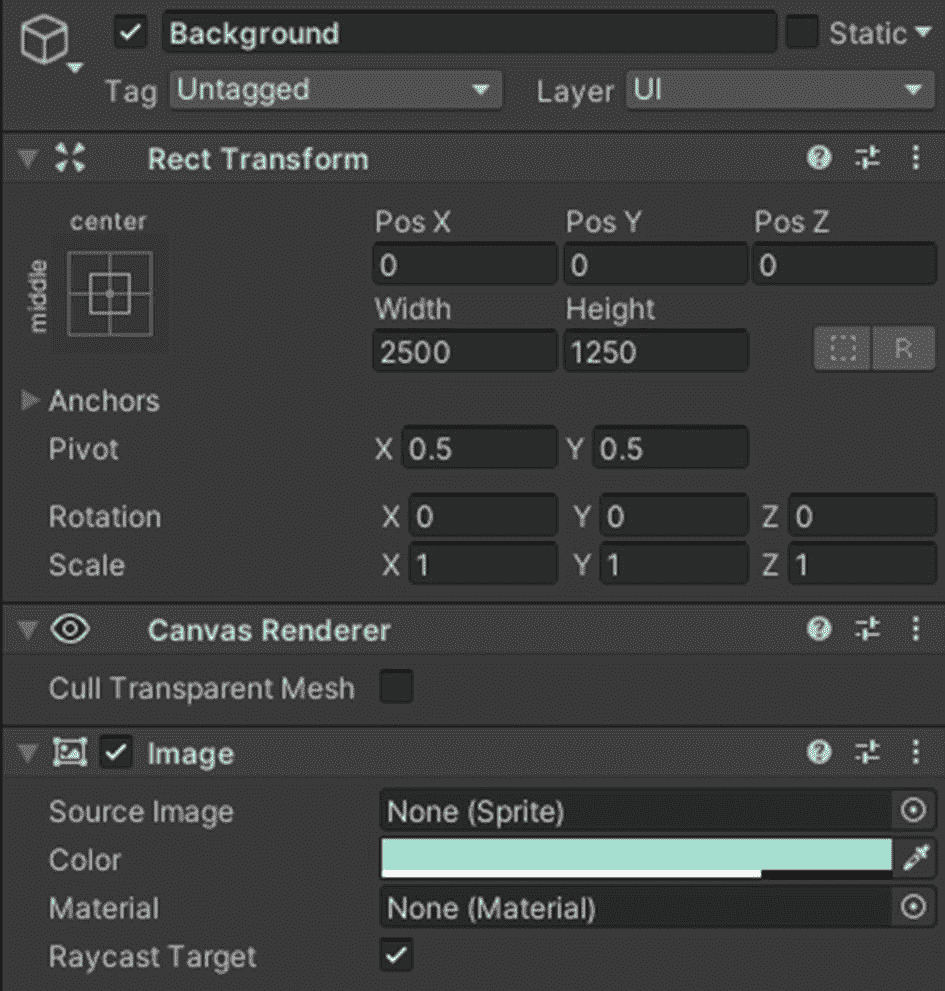 Background Static
Tag Untagged Layer UI
Rect Transform
center
middle
Pos X Pos Y Pos Z
0 0 0
Width Height
2500 1250
R
Anchors
Pivot X 0.5 Y 0.5
Rotation X 0 Y 0 Z 0
Scale X 1 Y 1 Z 1
Canvas Renderer
Cull Transparent Mesh
Image
Source Image None (Sprite)
Color
Material None (Material)
Raycast Target